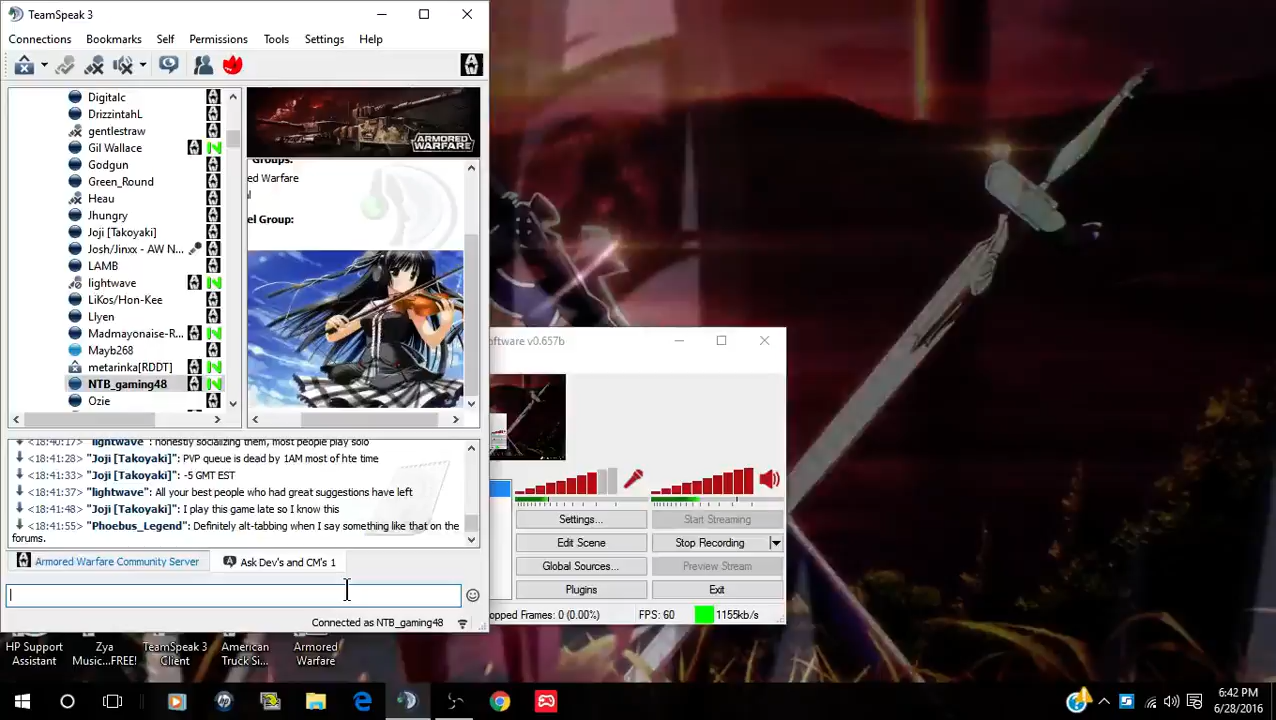 TeamSpeak 3
Connections Bookmarks Self Permissions Tools Settings Help
Digitalc
DrizzintahL
gentlestraw
Gil Wallace
Godgun
Green_Round
Heau
Jhungry
Joji [Takoyaki]
Josh/Jinxx - AW N...
LAMB
lightwave
LiKos/Hon-Kee
Llyen
Madmayonaise-R...
Mayb268
metarinka[RDDT]
NTB_gaming48
Ozie
ARMORED
WARFARE
Groups:
ed Warfare
el Group:
<18:40:17> "lightwave": honestly socializing them, most people play solo
<18:41:28> "Joji [Takoyaki]": PVP queue is dead by 1AM most of hte time
<18:41:33> "Joji [Takoyaki]": -5 GMT EST
<18:41:37> "lightwave": All your best people who had great suggestions have left
<18:41:48> "Joji [Takoyaki]": I play this game late so I know this
<18:41:55> "Phoebus_Legend": Definitely alt-tabbing when I say something like that on the
forums.
Armored Warfare Community Server Ask Dev's and CM's 1
Connected as NTB_gaming48
oftware v0.657b
Settings... Start Streaming
Edit Scene Stop Recording
Global Sources... Preview Stream
Plugins Exit
opped Frames: 0 (0.00%) FPS: 60 1155kb/s
HP Support
Assistant
Zya
Music...FREE!
TeamSpeak 3
Client
American
Truck Si...
Armored
Warfare
6:42 PM
6/28/2016